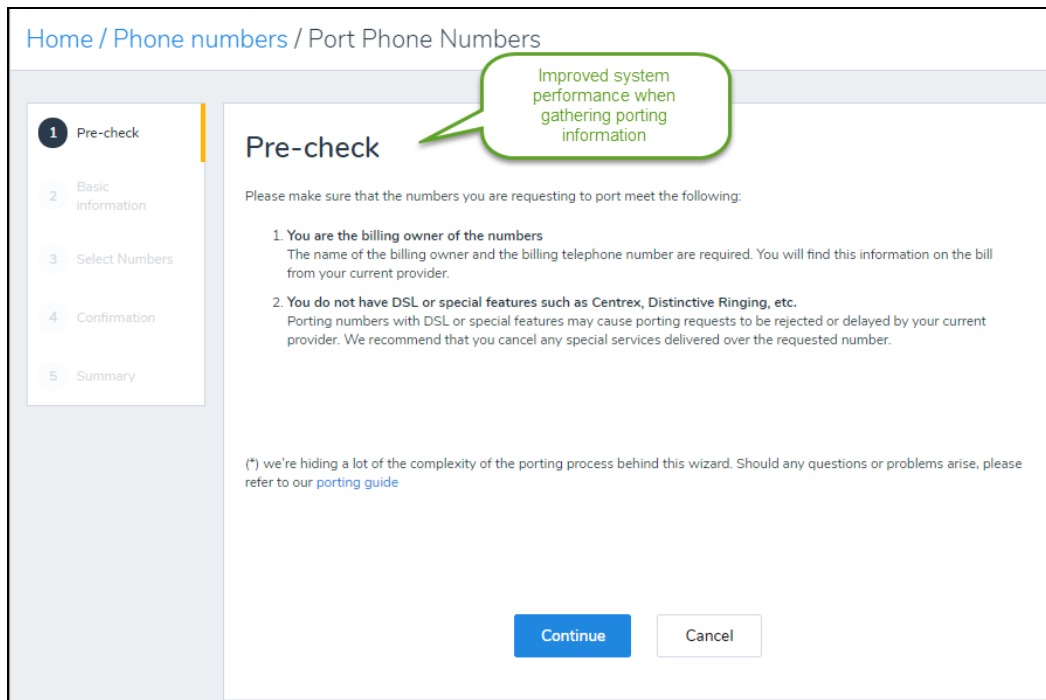 Home / Phone numbers / Port Phone Numbers
Improved system
performance when
gathering porting
information
1 Pre-check
2 Basic
information
3 Select Numbers
4 Confirmation
5 Summary
Pre-check
Please make sure that the numbers you are requesting to port meet the following:
1. You are the billing owner of the numbers
The name of the billing owner and the billing telephone number are required. You will find this information on the bill
from your current provider.
2. You do not have DSL or special features such as Centrex, Distinctive Ringing, etc.
Porting numbers with DSL or special features may cause porting requests to be rejected or delayed by your current
provider. We recommend that you cancel any special services delivered over the requested number.
(*) we're hiding a lot of the complexity of the porting process behind this wizard. Should any questions or problems arise, please
refer to our porting guide
Continue
Cancel